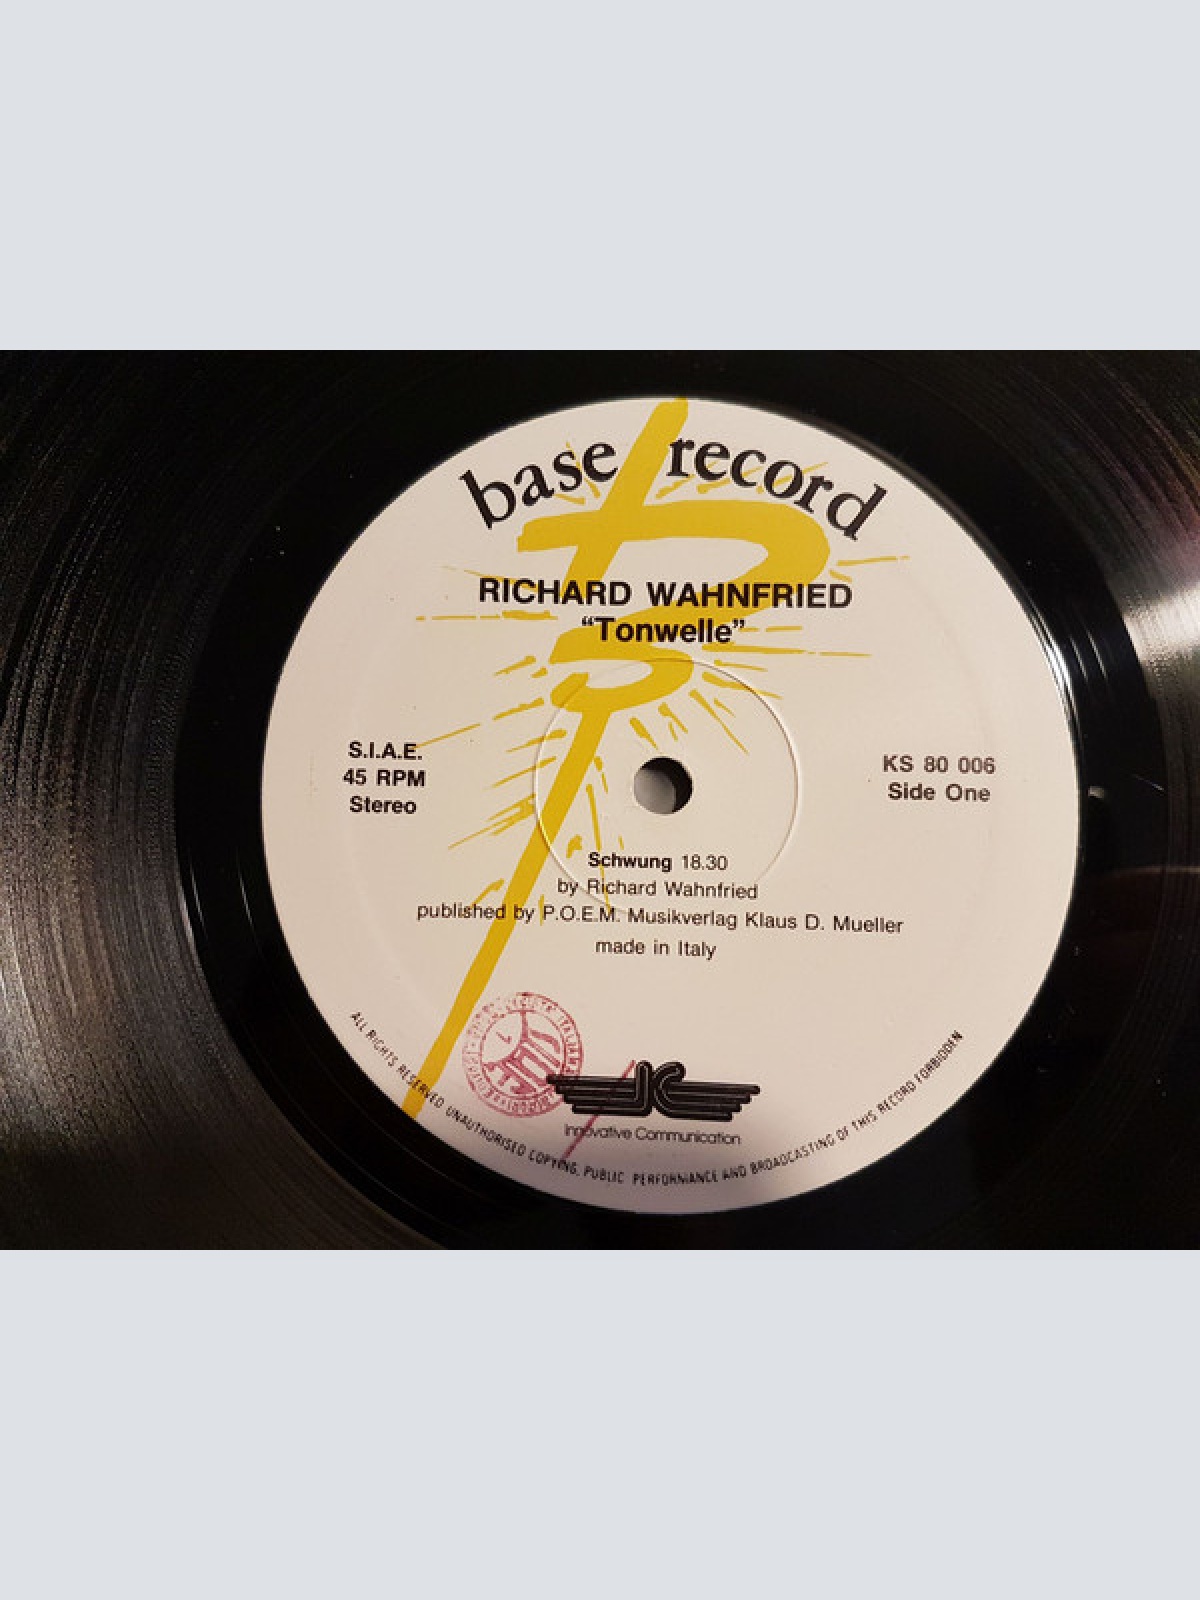 base record
RICHARD WAHNFRIED
“Tonwelle”
S.I.A.E.
45 RPM
Stereo
KS 80 006
Side One
Schwung 18.30
by Richard Wahnfried
published by P.O.E.M. Musikverlag Klaus D. Mueller
made in Italy
IC
Innovative Communication
ALL RIGHTS RESERVED UNAUTHORISED COPYING, PUBLIC PERFORMANCE AND BROADCASTING OF THIS RECORD FORBIDDEN